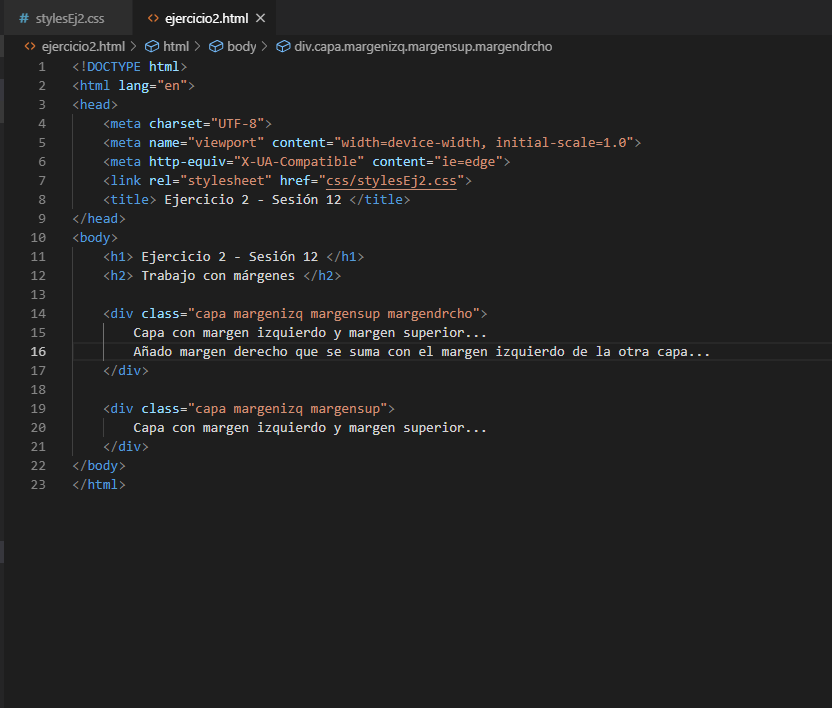 # stylesEj2.css <> ejercicio2.html ×
<> ejercicio2.html > html > body > div.capa.margenizq.margensup.margendrcho
1 <!DOCTYPE html>
2 <html lang="en">
3 <head>
4 <meta charset="UTF-8">
5 <meta name="viewport" content="width=device-width, initial-scale=1.0">
6 <meta http-equiv="X-UA-Compatible" content="ie=edge">
7 <link rel="stylesheet" href="css/stylesEj2.css">
8 <title> Ejercicio 2 - Sesión 12 </title>
9 </head>
10 <body>
11 <h1> Ejercicio 2 - Sesión 12 </h1>
12 <h2> Trabajo con márgenes </h2>
13
14 <div class="capa margenizq margensup margendrcho">
15 Capa con margen izquierdo y margen superior...
16 Añado margen derecho que se suma con el margen izquierdo de la otra capa...
17 </div>
18
19 <div class="capa margenizq margensup">
20 Capa con margen izquierdo y margen superior...
21 </div>
22 </body>
23 </html>